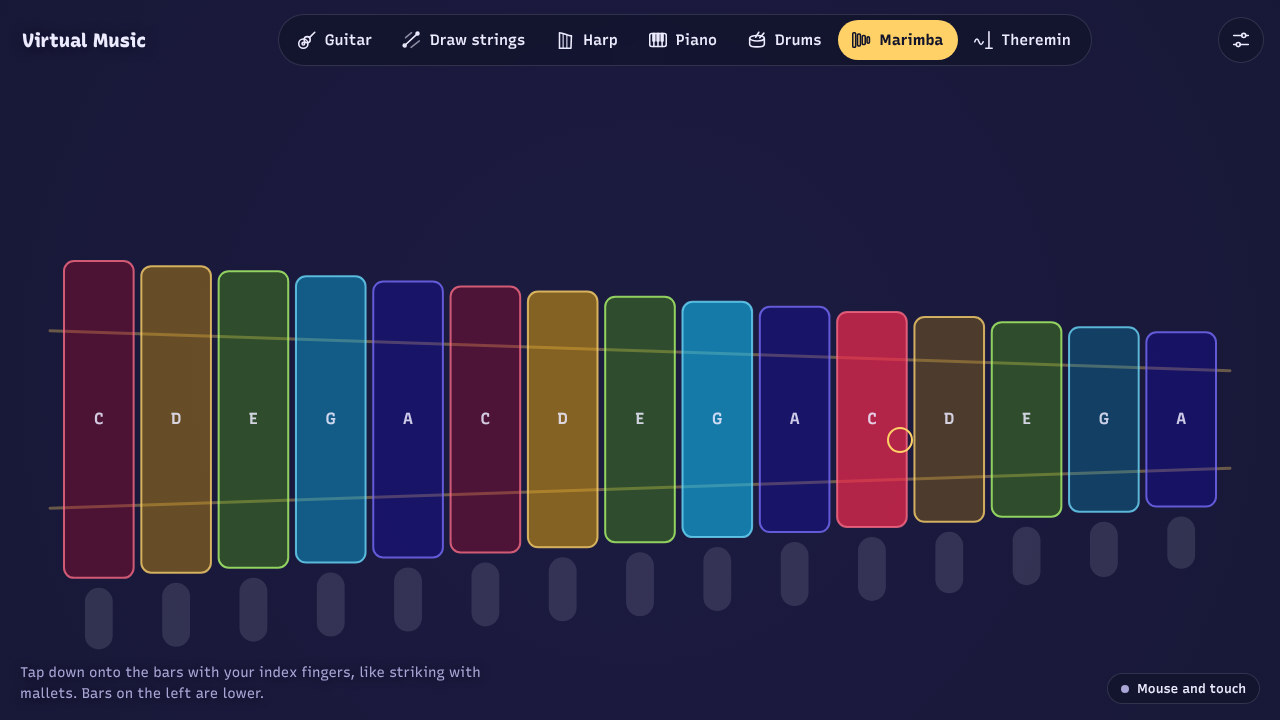 Virtual Music
Guitar
Draw strings
Harp
Piano
Drums
Marimba
Theremin
C D E G A C D E G A C D E G A
Tap down onto the bars with your index fingers, like striking with
mallets. Bars on the left are lower.
Mouse and touch